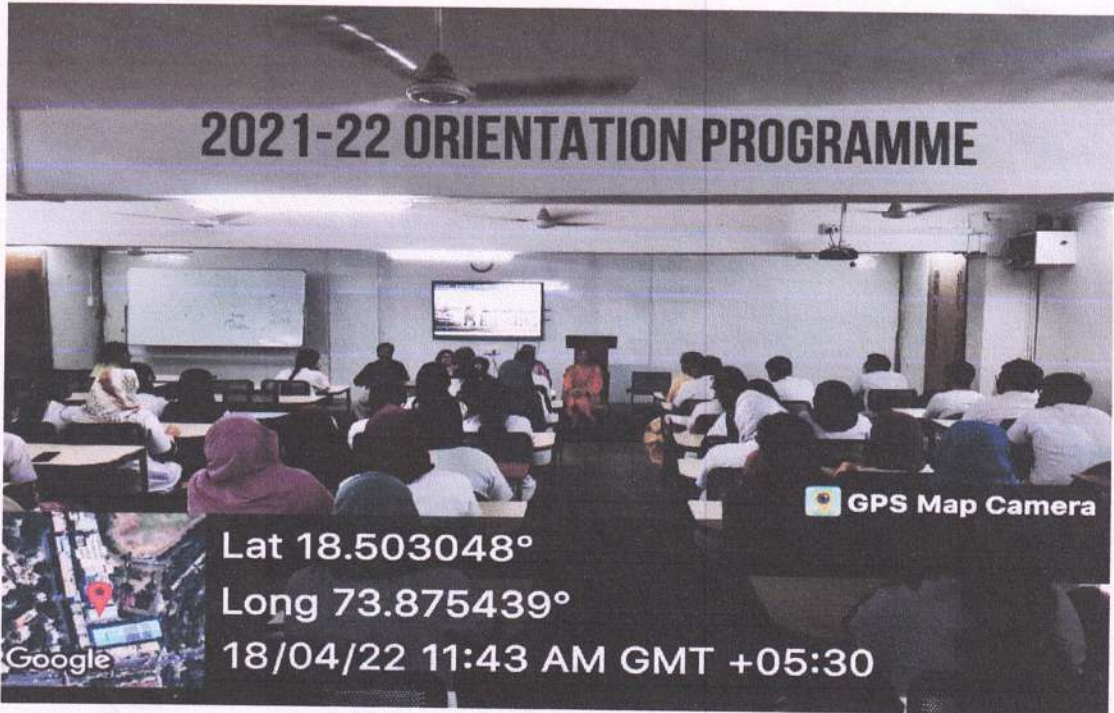 2021-22 ORIENTATION PROGRAMME
GPS Map Camera
Lat 18.503048°
Long 73.875439°
18/04/22 11:43 AM GMT +05:30
Google